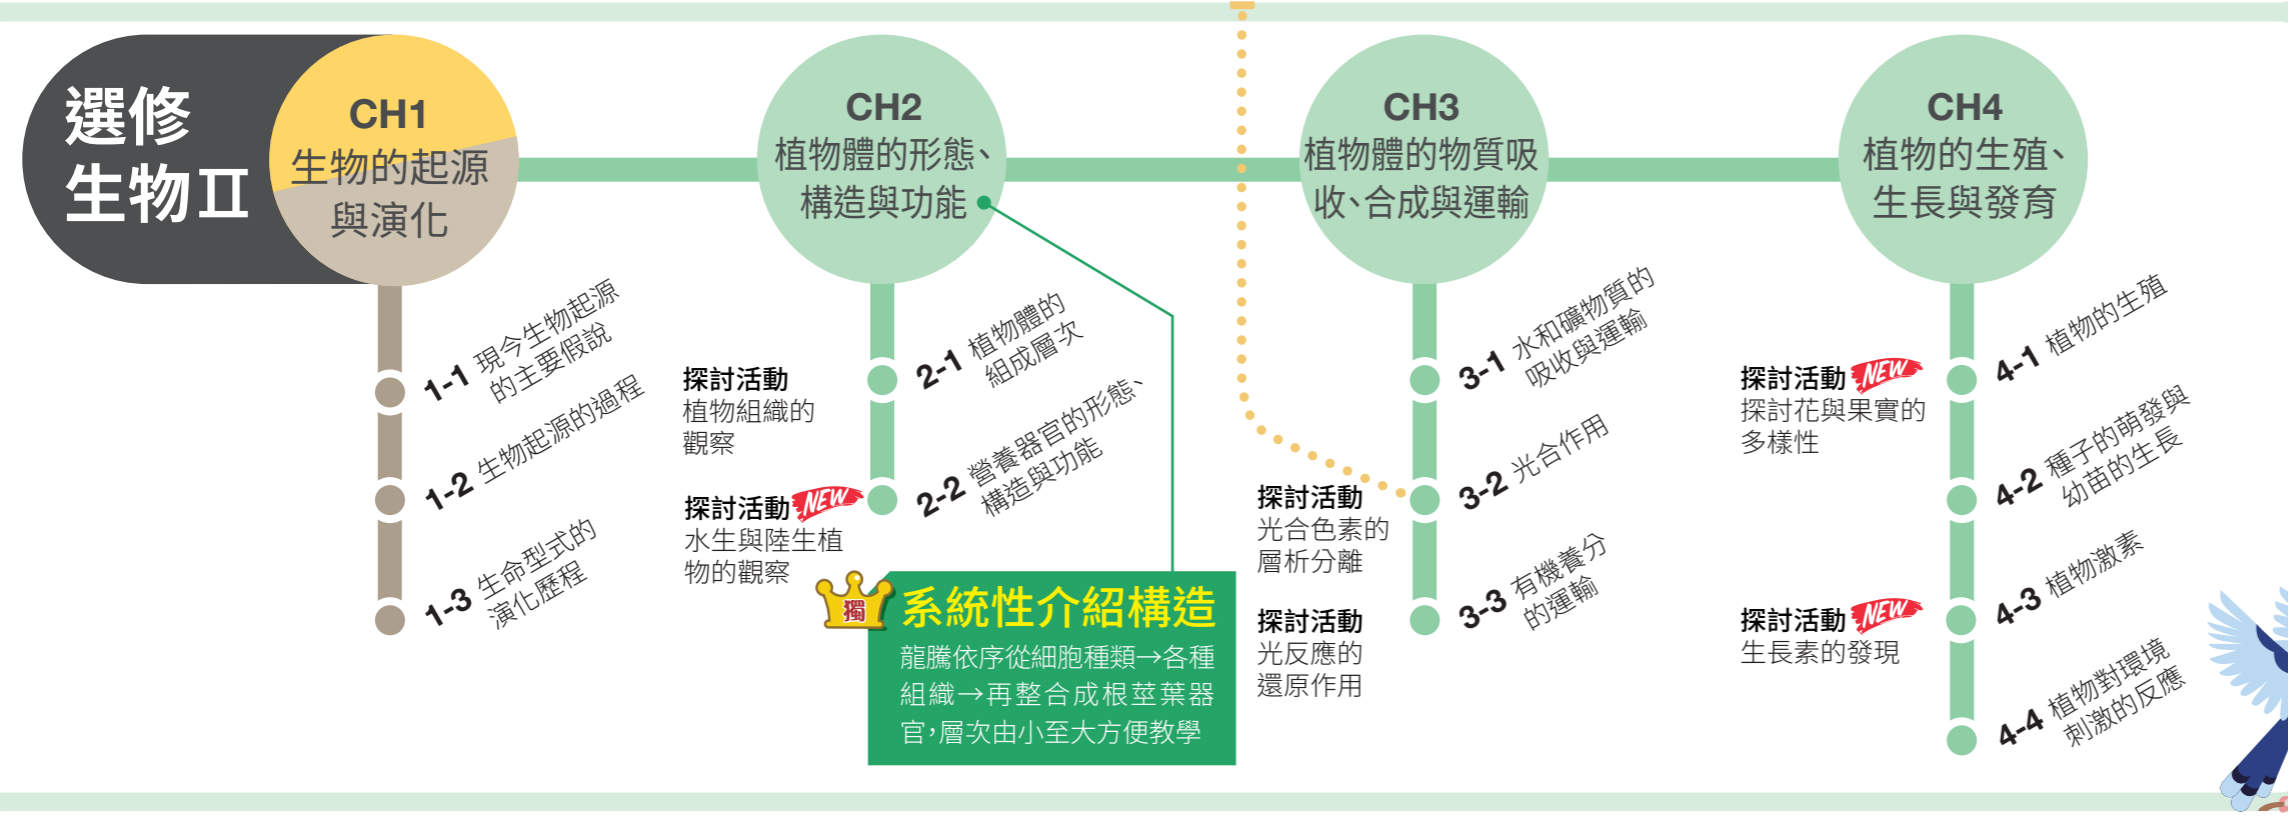 選修
生物Ⅱ
CH1
生物的起源
與演化
1-1 現今生物起源
的主要假說
1-2 生物起源的過程
1-3 生命型式的
演化歷程
CH2
植物體的形態、
構造與功能
探討活動
植物組織的
觀察
2-1 植物體的
組成層次
探討活動 NEW
水生與陸生植
物的觀察
2-2 營養器官的形態、
構造與功能
獨
系統性介紹構造
龍騰依序從細胞種類→各種
組織→再整合成根莖葉器
官,層次由小至大方便教學
CH3
植物體的物質吸
收、合成與運輸
3-1 水和礦物質的
吸收與運輸
探討活動
光合色素的
層析分離
3-2 光合作用
探討活動
光反應的
還原作用
3-3 有機養分
的運輸
CH4
植物的生殖、
生長與發育
探討活動 NEW
探討花與果實的
多樣性
4-1 植物的生殖
4-2 種子的萌發與
幼苗的生長
探討活動 NEW
生長素的發現
4-3 植物激素
4-4 植物對環境
刺激的反應